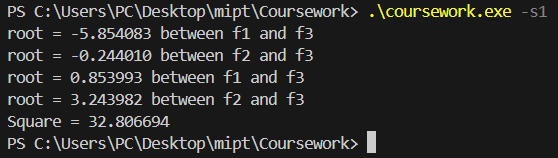 PS C:\Users\PC\Desktop\mipt\Coursework> .\coursework.exe -s1
root = -5.854083 between f1 and f3
root = -0.244010 between f2 and f3
root = 0.853993 between f1 and f3
root = 3.243982 between f2 and f3
Square = 32.806694
PS C:\Users\PC\Desktop\mipt\Coursework>